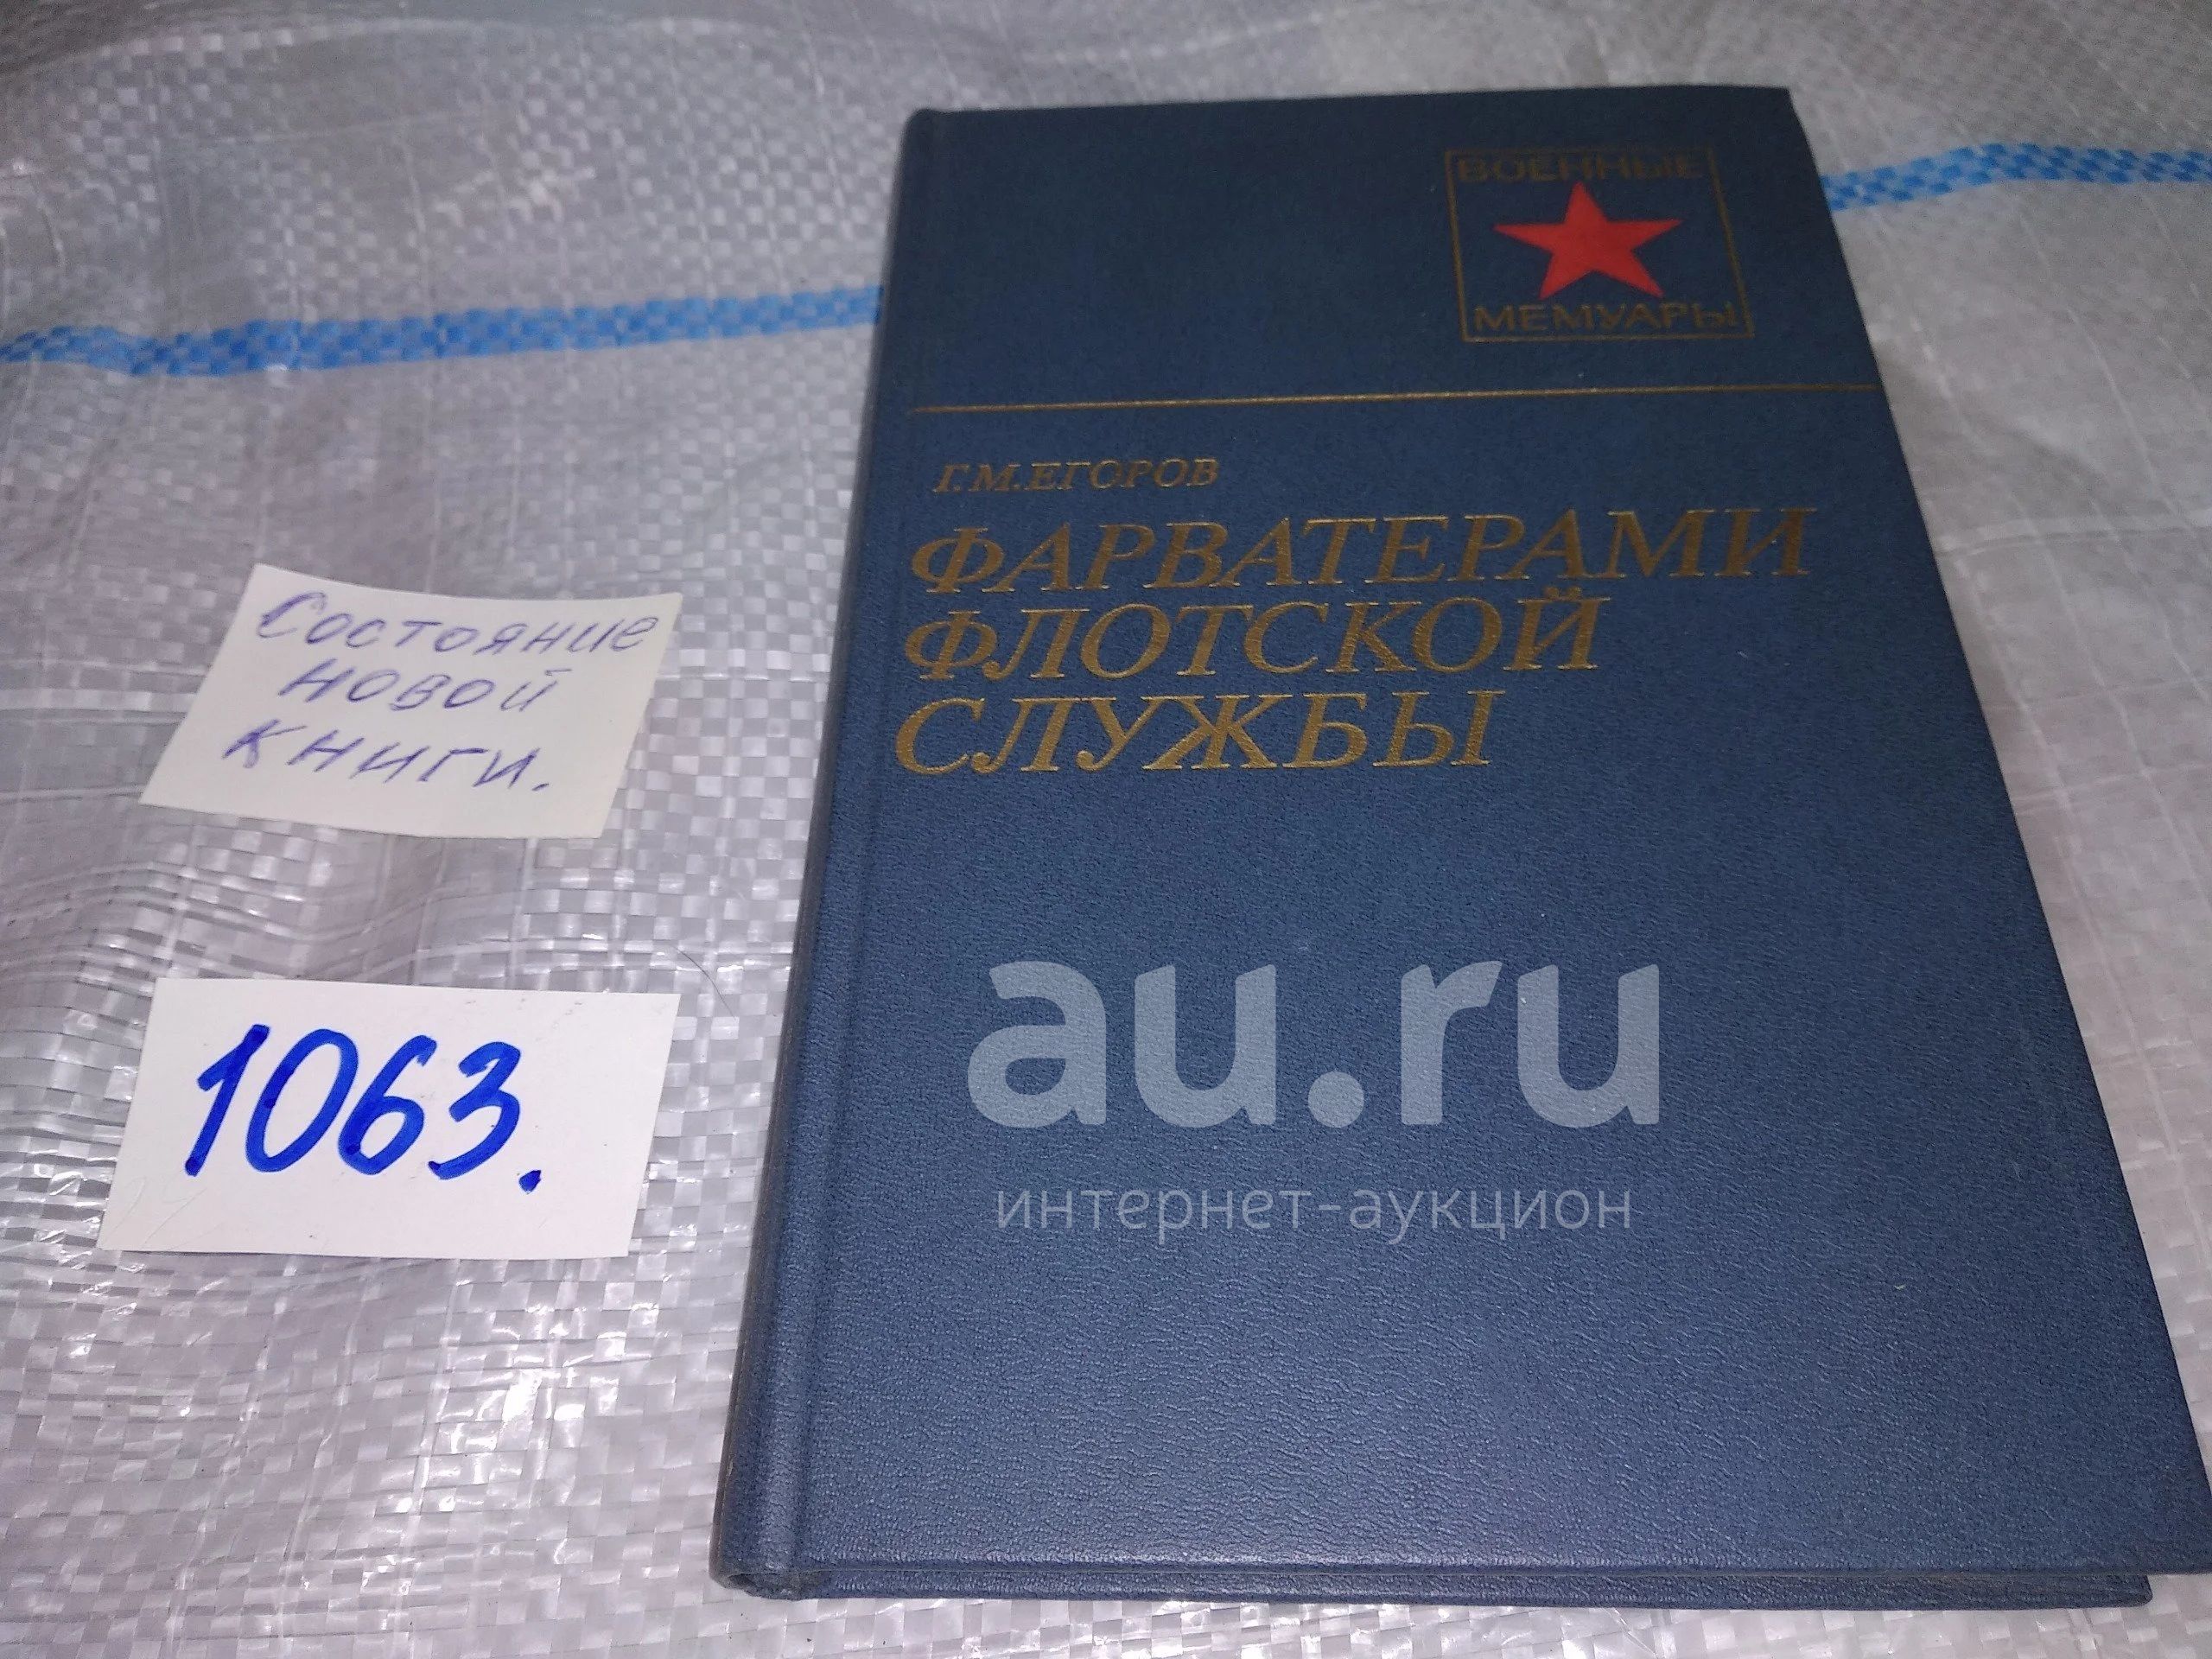 ВОЕННЫЕ
МЕМУАРЫ
Г.М.ЕГОРОВ
ФАРВАТЕРАМИ
ФЛОТСКОЙ
СЛУЖБЫ
Состояние
новой
книги.
1063.
au.ru
интернет-аукцион